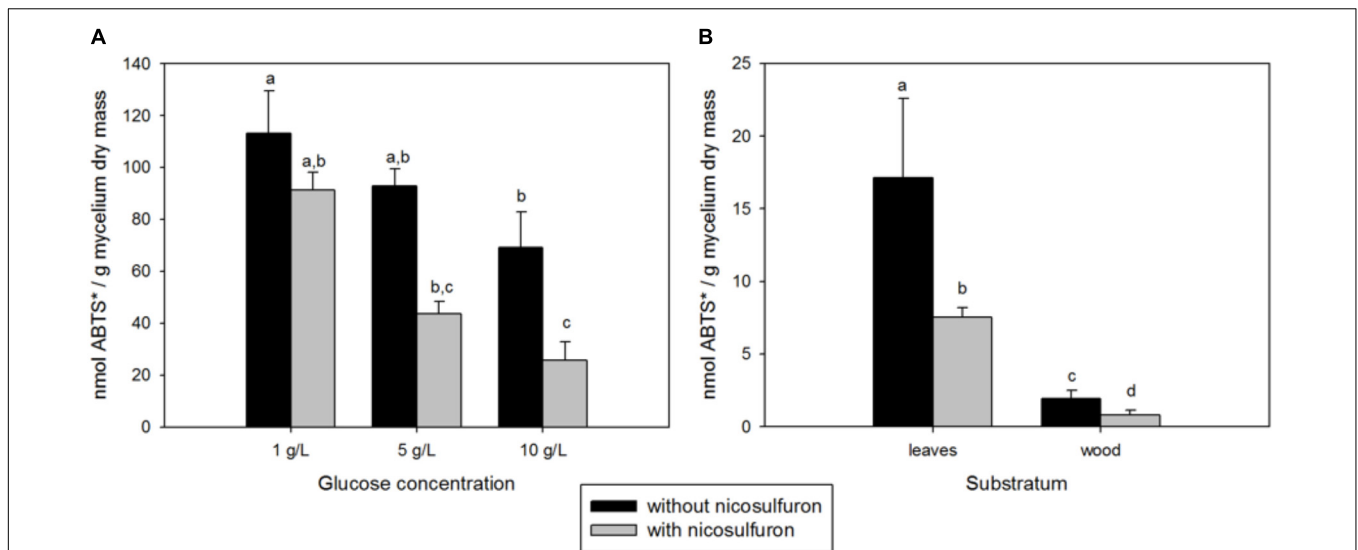 A
nmol ABTS* / g mycelium dry mass
140
120
100
80
60
40
20
0
a
a,b
a,b
b,c
b
c
1 g/L
5 g/L
10 g/L
Glucose concentration
B
nmol ABTS* / g mycelium dry mass
25
20
15
10
5
0
a
b
c
d
leaves
wood
Substratum
without nicosulfuron
with nicosulfuron